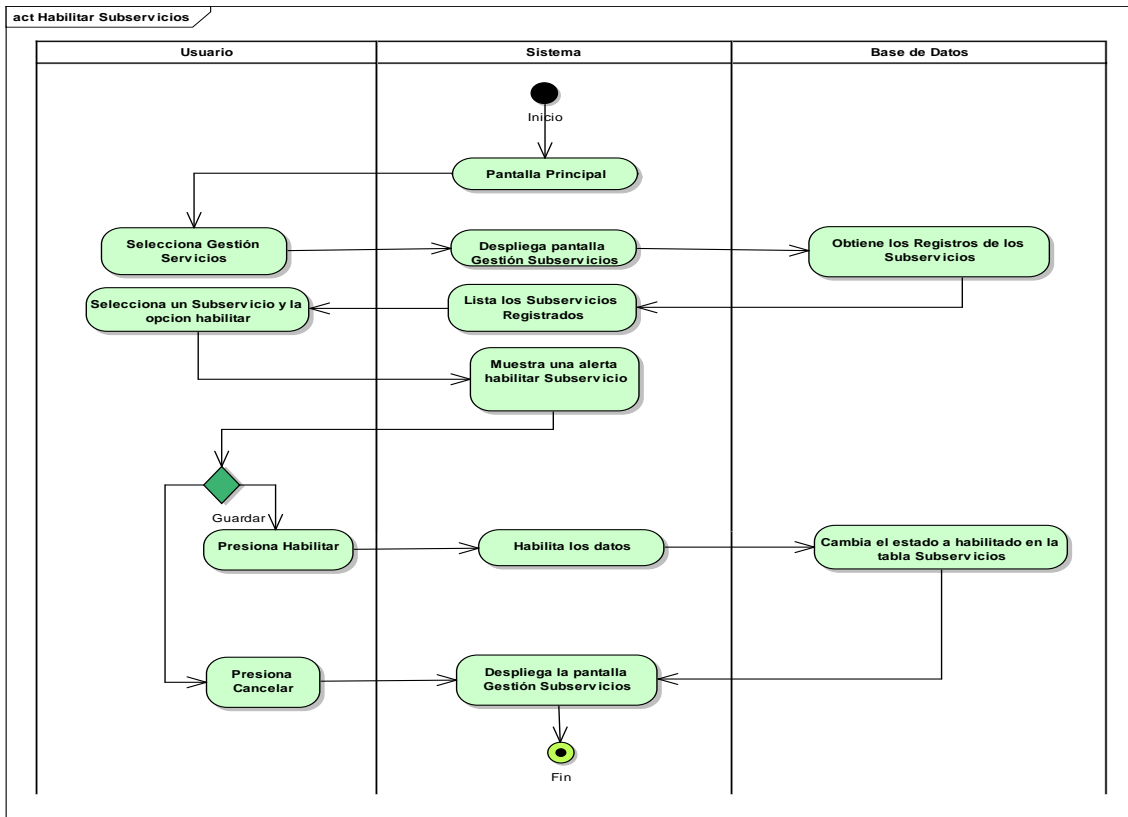 act Habilitar Subservicios
Usuario
Sistema
Base de Datos
Inicio
Pantalla Principal
Selecciona Gestión
Servicios
Despliega pantalla
Gestión Subservicios
Obtiene los Registros de los
Subservicios
Selecciona un Subservicio y la
opcion habilitar
Lista los Subservicios
Registrados
Muestra una alerta
habilitar Subservicio
Guardar
Presiona Habilitar
Habilita los datos
Cambia el estado a habilitado en la
tabla Subservicios
Presiona
Cancelar
Despliega la pantalla
Gestión Subservicios
Fin